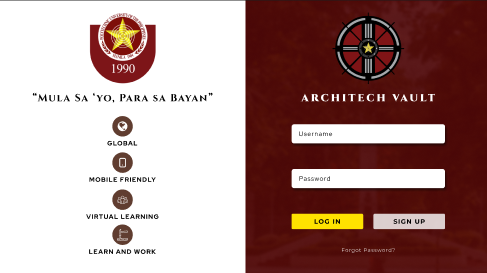 1990
“Mula Sa ‘yo, Para sa Bayan”
GLOBAL
MOBILE FRIENDLY
VIRTUAL LEARNING
LEARN AND WORK
ARCHITECH VAULT
Username
Password
LOG IN
SIGN UP
Forgot Password?